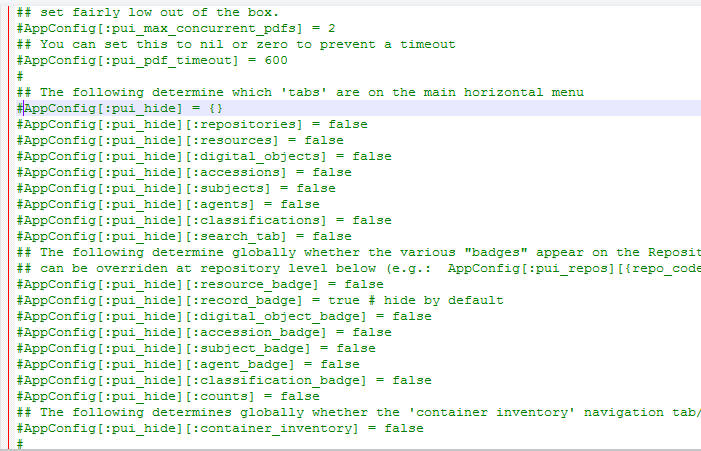 ## set fairly low out of the box.
#AppConfig[:pui_max_concurrent_pdfs] = 2
## You can set this to nil or zero to prevent a timeout
#AppConfig[:pui_pdf_timeout] = 600
#
## The following determine which 'tabs' are on the main horizontal menu
#AppConfig[:pui_hide] = {}
#AppConfig[:pui_hide][:repositories] = false
#AppConfig[:pui_hide][:resources] = false
#AppConfig[:pui_hide][:digital_objects] = false
#AppConfig[:pui_hide][:accessions] = false
#AppConfig[:pui_hide][:subjects] = false
#AppConfig[:pui_hide][:agents] = false
#AppConfig[:pui_hide][:classifications] = false
#AppConfig[:pui_hide][:search_tab] = false
## The following determine globally whether the various "badges" appear on the Reposit
## can be overriden at repository level below (e.g.:  AppConfig[:pui_repos][{repo_code
#AppConfig[:pui_hide][:resource_badge] = false
#AppConfig[:pui_hide][:record_badge] = true # hide by default
#AppConfig[:pui_hide][:digital_object_badge] = false
#AppConfig[:pui_hide][:accession_badge] = false
#AppConfig[:pui_hide][:subject_badge] = false
#AppConfig[:pui_hide][:agent_badge] = false
#AppConfig[:pui_hide][:classification_badge] = false
#AppConfig[:pui_hide][:counts] = false
## The following determines globally whether the 'container inventory' navigation tab/
#AppConfig[:pui_hide][:container_inventory] = false
#